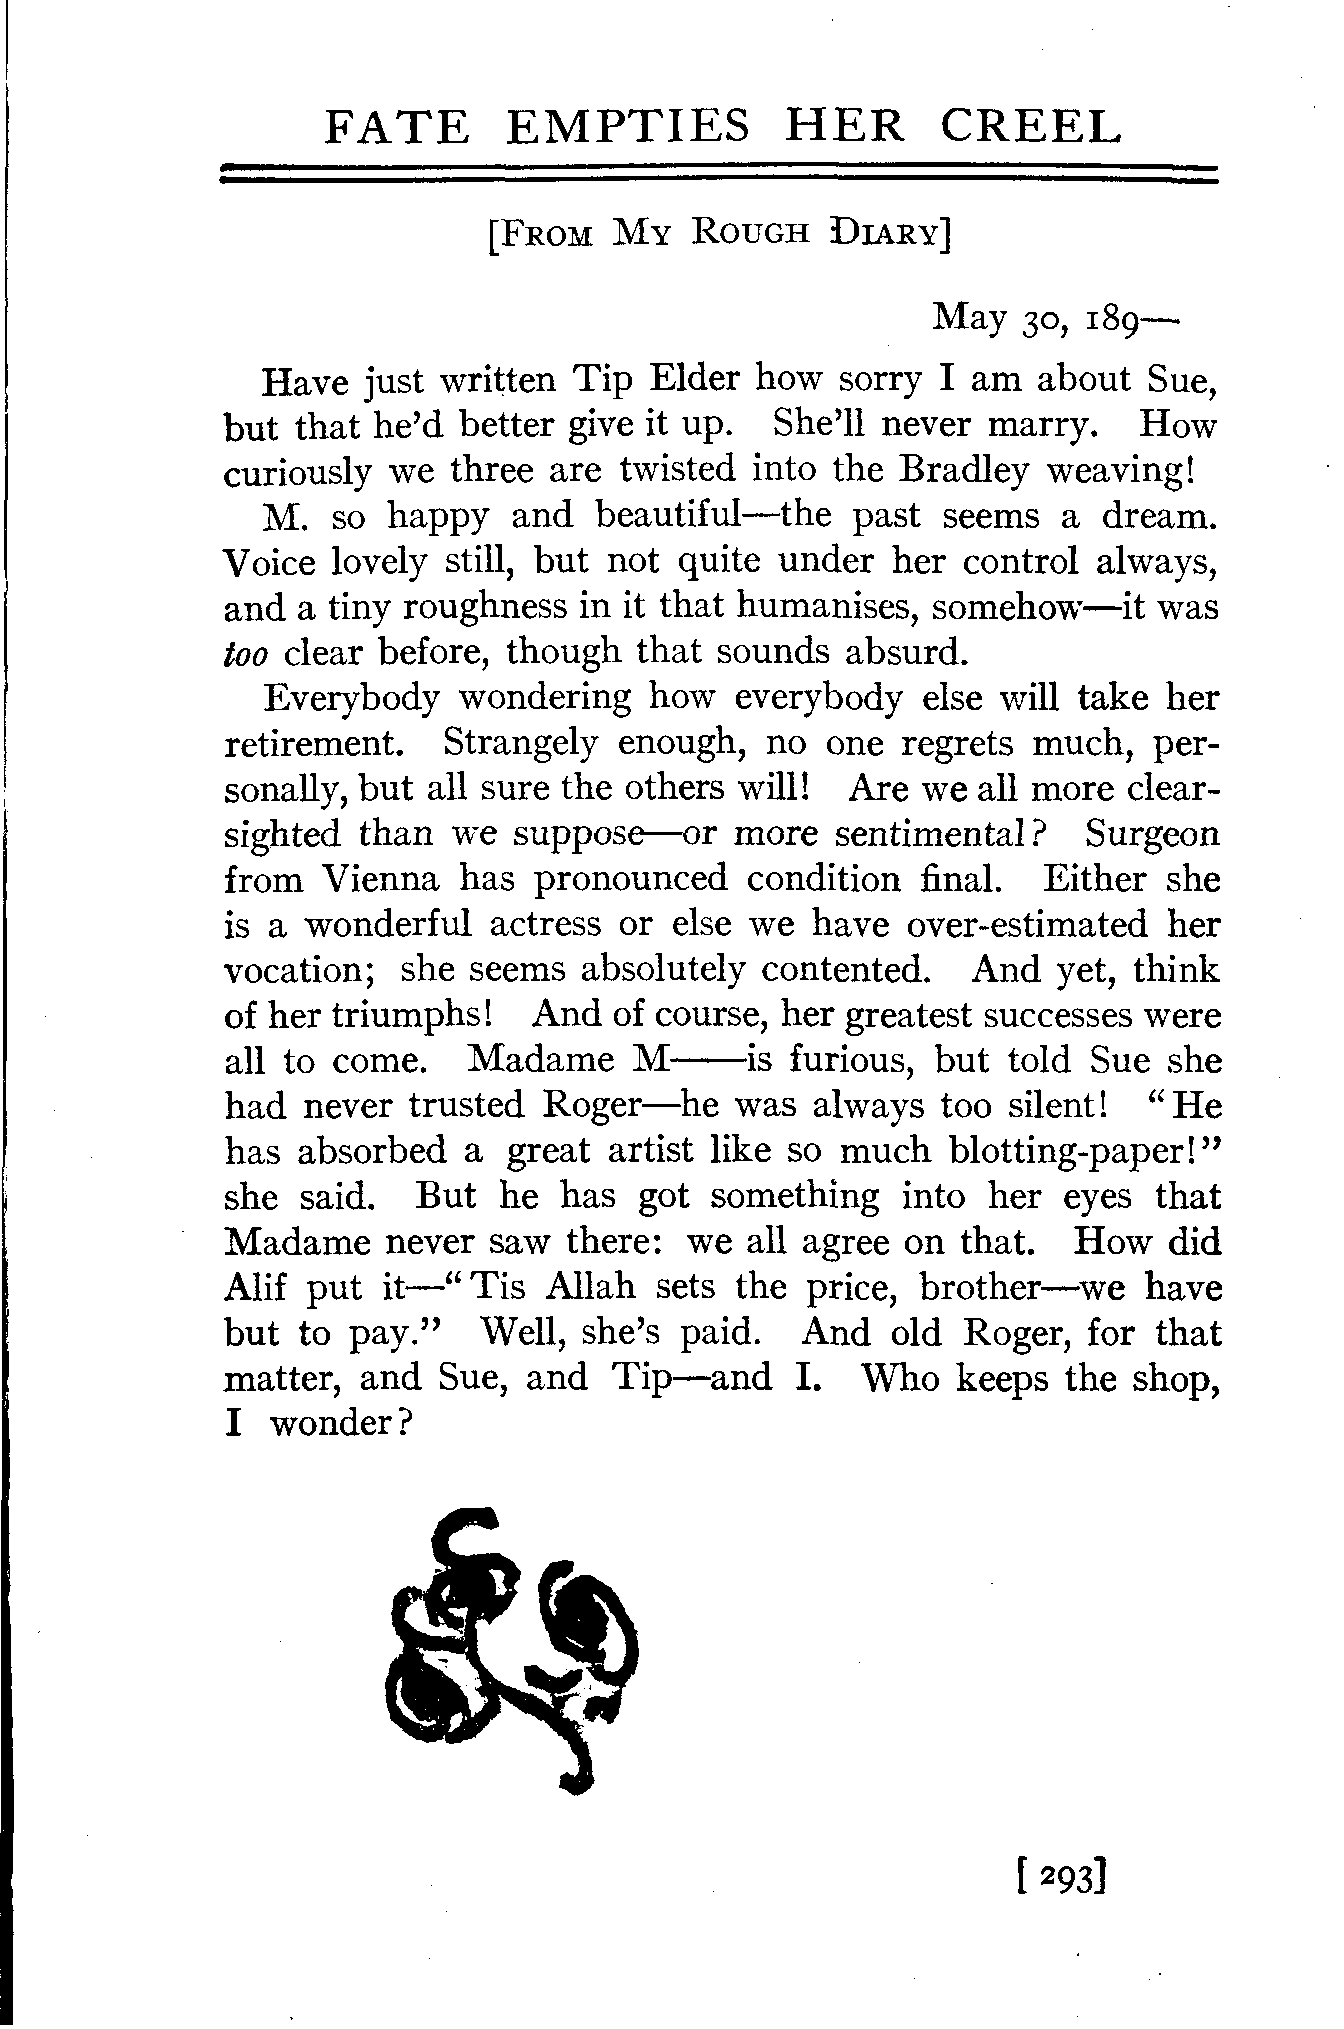 FATE EMPTIES HER CREEL
[From My Rough Diary]
May 30, 189—
Have just written Tip Elder how sorry I am about Sue,
but that he'd better give it up. She'll never marry. How
curiously we three are twisted into the Bradley weaving!
M. so happy and beautiful—the past seems a dream.
Voice lovely still, but not quite under her control always,
and a tiny roughness in it that humanises, somehow—it was
too clear before, though that sounds absurd.
Everybody wondering how everybody else will take her
retirement. Strangely enough, no one regrets much, per-
sonally, but all sure the others will! Are we all more clear-
sighted than we suppose—or more sentimental? Surgeon
from Vienna has pronounced condition final. Either she
is a wonderful actress or else we have over-estimated her
vocation; she seems absolutely contented. And yet, think
of her triumphs! And of course, her greatest successes were
all to come. Madame M——is furious, but told Sue she
had never trusted Roger—he was always too silent! "He
has absorbed a great artist like so much blotting-paper!"
she said. But he has got something into her eyes that
Madame never saw there: we all agree on that. How did
Alif put it—"Tis Allah sets the price, brother—we have
but to pay." Well, she's paid. And old Roger, for that
matter, and Sue, and Tip—and I. Who keeps the shop,
I wonder?
[ 293]